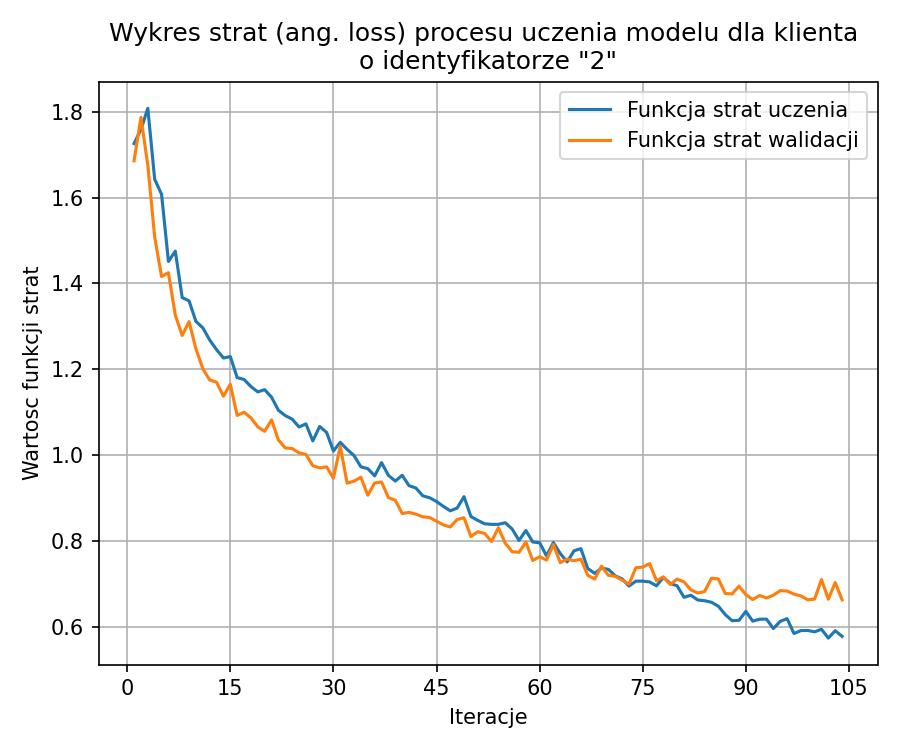 Wykres strat (ang. loss) procesu uczenia modelu dla klienta
o identyfikatorze "2"
Funkcja strat uczenia
Funkcja strat walidacji
Wartosc funkcji strat
1.8
1.6
1.4
1.2
1.0
0.8
0.6
0 15 30 45 60 75 90 105
Iteracje